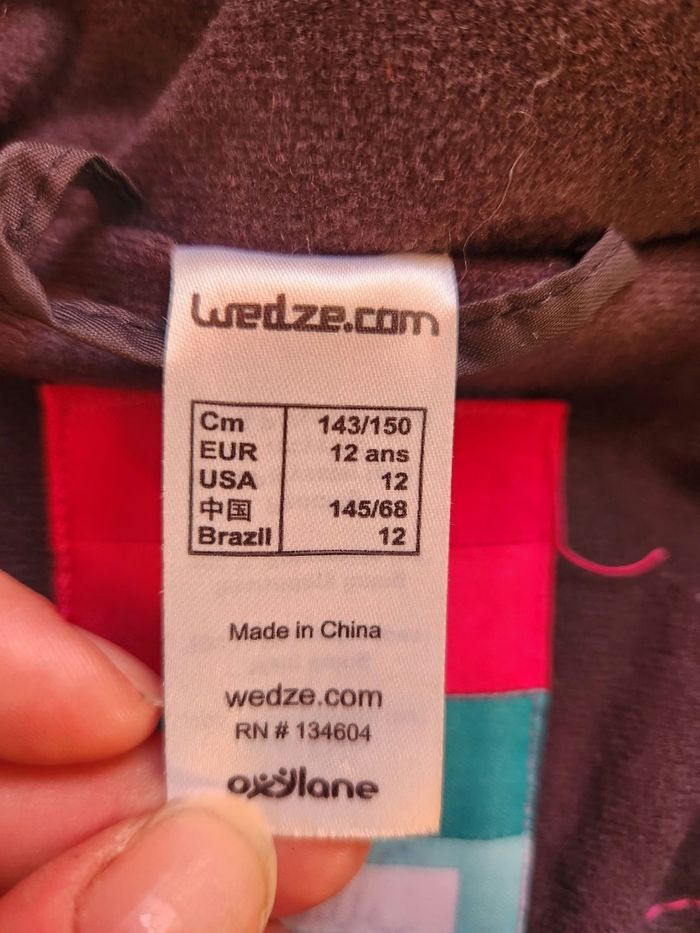 wedze.com
Cm 143/150
EUR 12 ans
USA 12
中国 145/68
Brazil 12
Made in China
wedze.com
RN # 134604
oxylane